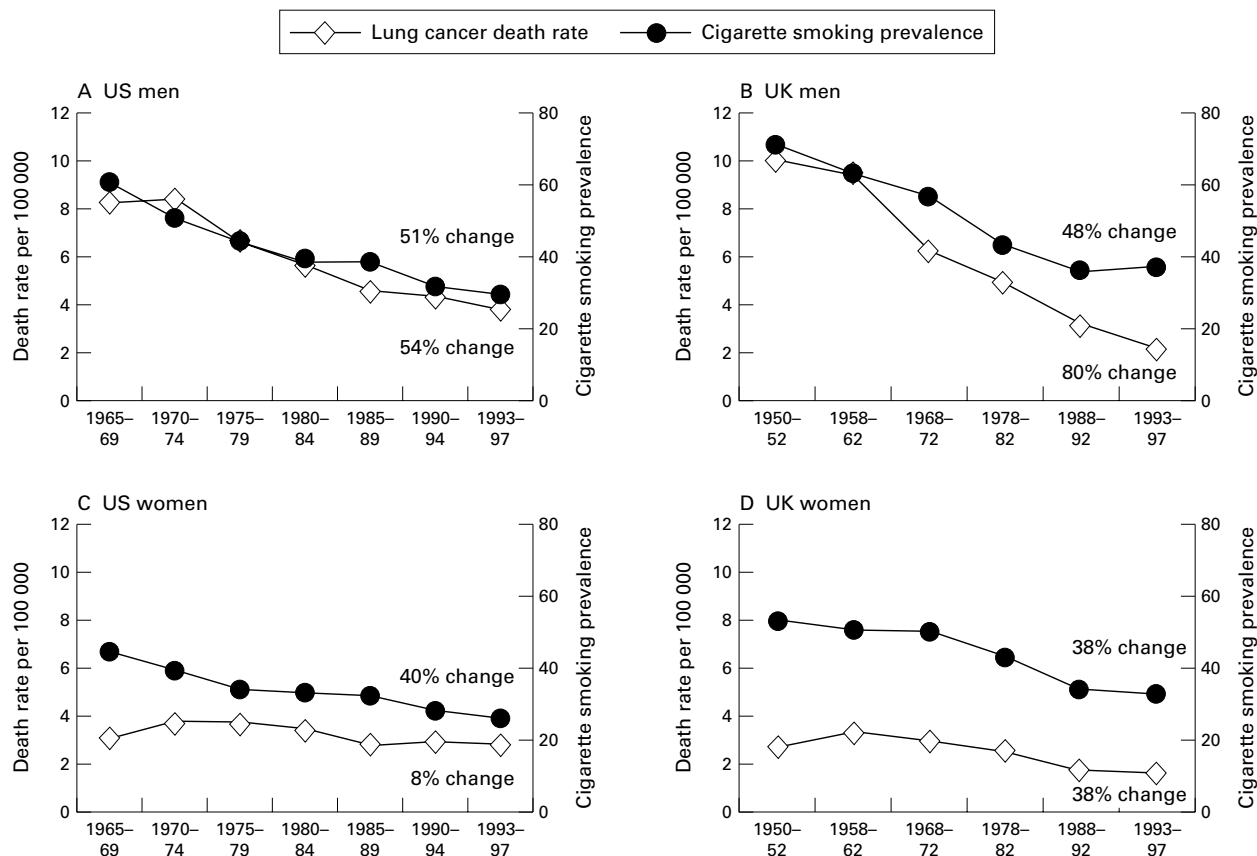 Lung cancer death rate Cigarette smoking prevalence
A US men
12
10
8
6
4
2
0
Death rate per 100 000
80
60
40
20
0
Cigarette smoking prevalence
51% change
54% change
1965– 1970– 1975– 1980– 1985– 1990– 1993–
69 74 79 84 89 94 97
B UK men
12
10
8
6
4
2
0
Death rate per 100 000
80
60
40
20
0
Cigarette smoking prevalence
48% change
80% change
1950– 1958– 1968– 1978– 1988– 1993–
52 62 72 82 92 97
C US women
12
10
8
6
4
2
0
Death rate per 100 000
80
60
40
20
0
Cigarette smoking prevalence
40% change
8% change
1965– 1970– 1975– 1980– 1985– 1990– 1993–
69 74 79 84 89 94 97
D UK women
12
10
8
6
4
2
0
Death rate per 100 000
80
60
40
20
0
Cigarette smoking prevalence
38% change
38% change
1950– 1958– 1968– 1978– 1988– 1993–
52 62 72 82 92 97